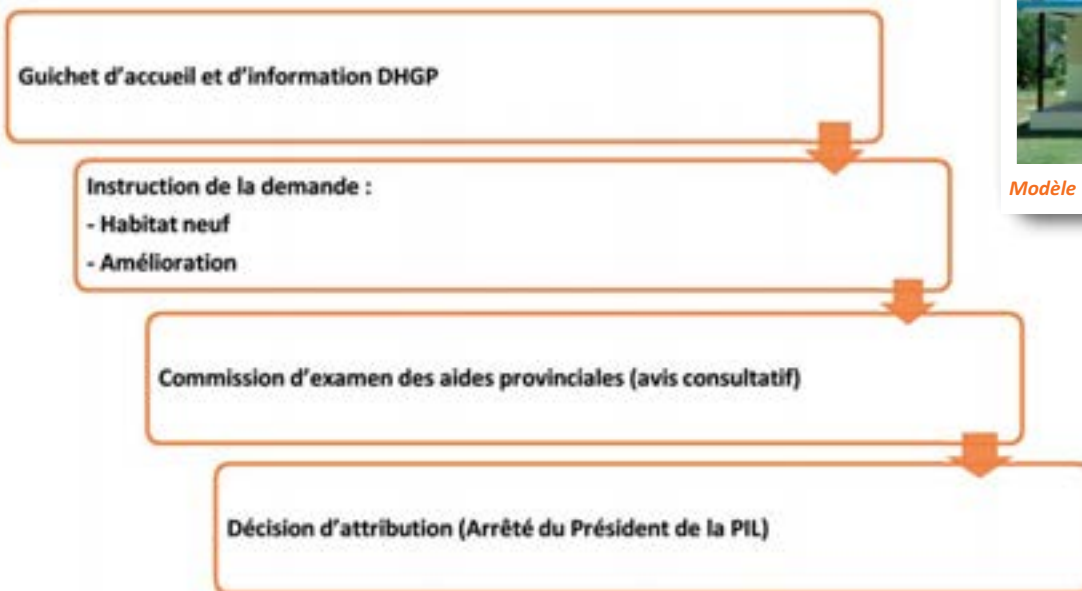 Guichet d'accueil et d'information DHGP
Modèle
Instruction de la demande :
- Habitat neuf
- Amélioration
Commission d'examen des aides provinciales (avis consultatif)
Décision d'attribution (Arrêté du Président de la PIL)